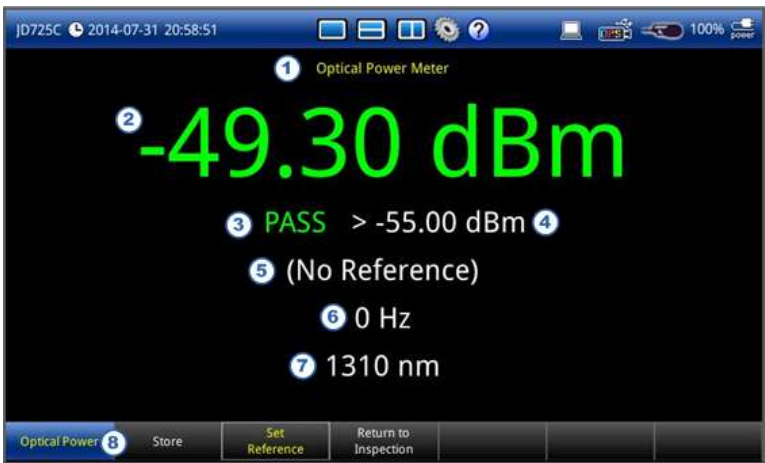 JD725C 2014-07-31 20:58:51 ? 100% power
1 Optical Power Meter
2 -49.30 dBm
3 PASS > -55.00 dBm 4
5 (No Reference)
6 0 Hz
7 1310 nm
Optical Power 8 Store Set Reference Return to Inspection